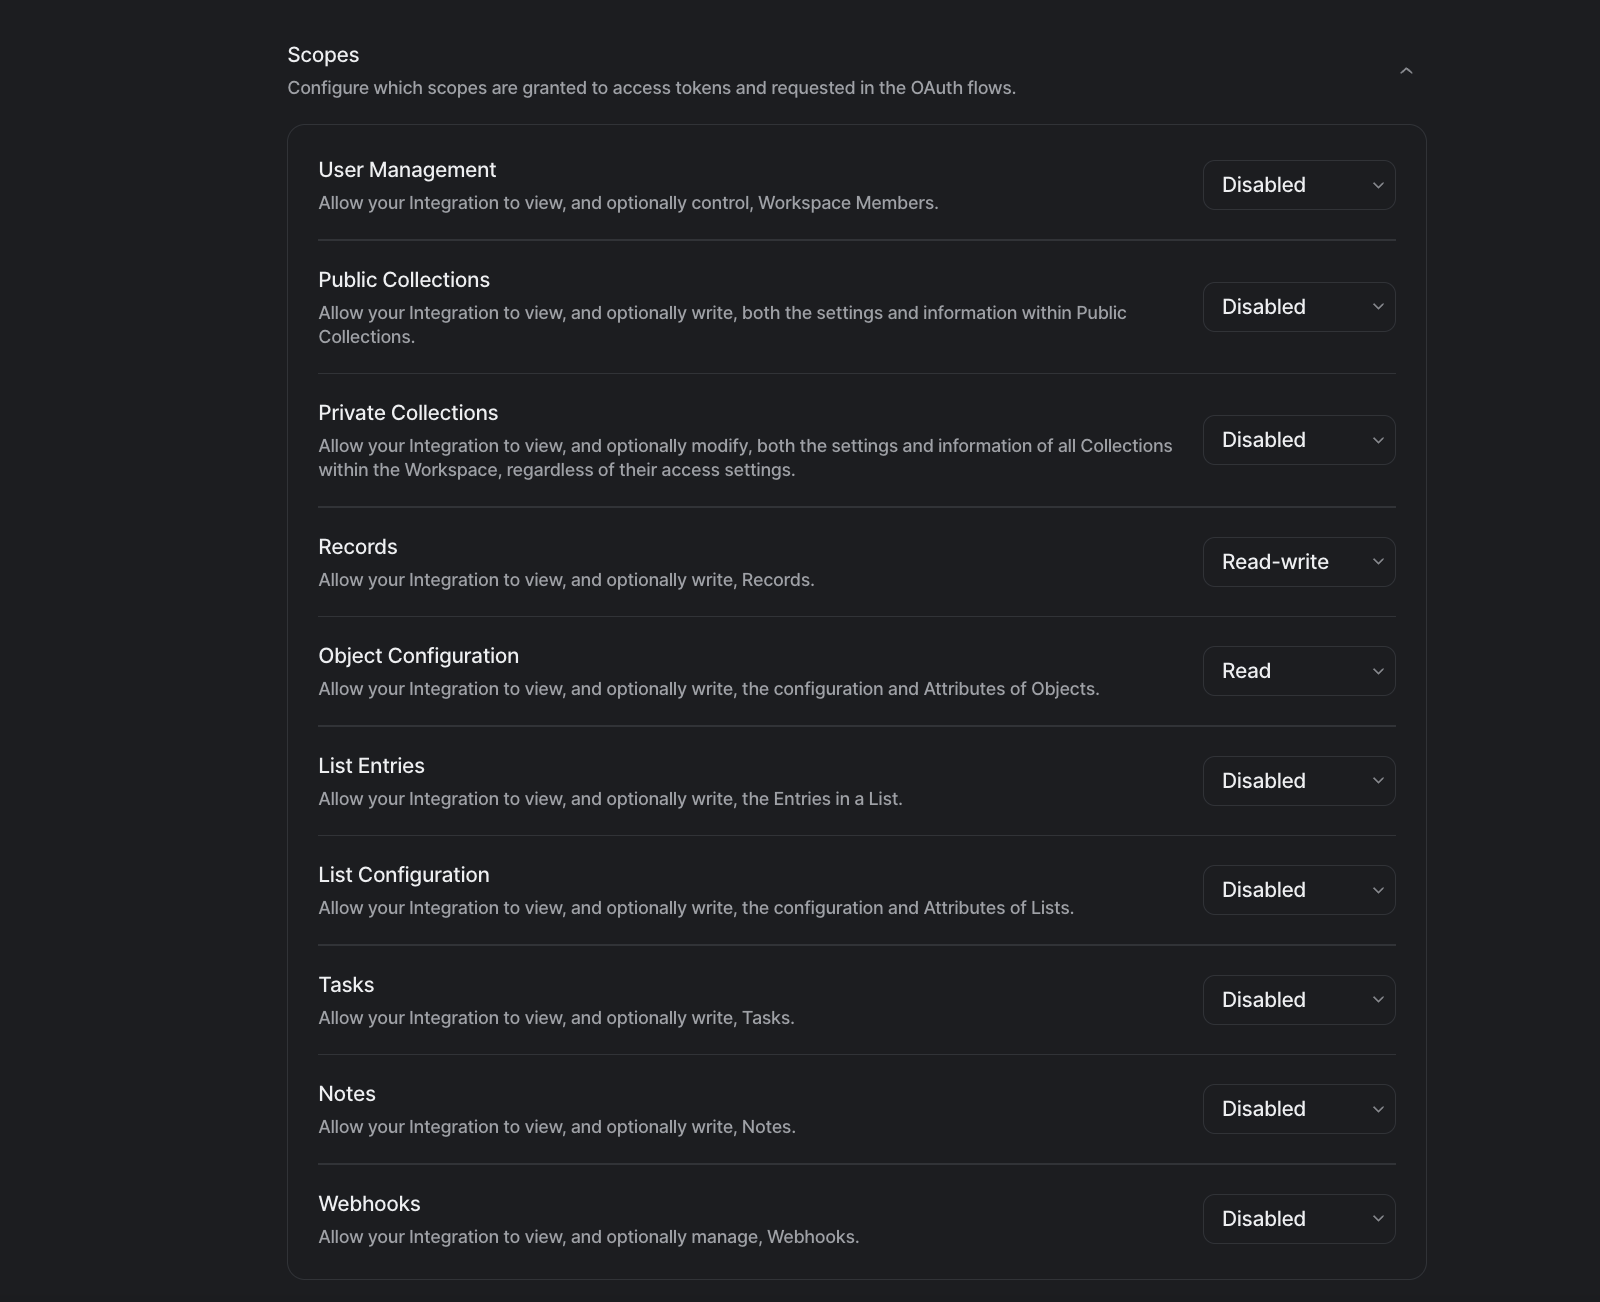 Scopes
Configure which scopes are granted to access tokens and requested in the OAuth flows.
User Management
Allow your Integration to view, and optionally control, Workspace Members.
Disabled
Public Collections
Allow your Integration to view, and optionally write, both the settings and information within Public
Collections.
Disabled
Private Collections
Allow your Integration to view, and optionally modify, both the settings and information of all Collections
within the Workspace, regardless of their access settings.
Disabled
Records
Allow your Integration to view, and optionally write, Records.
Read-write
Object Configuration
Allow your Integration to view, and optionally write, the configuration and Attributes of Objects.
Read
List Entries
Allow your Integration to view, and optionally write, the Entries in a List.
Disabled
List Configuration
Allow your Integration to view, and optionally write, the configuration and Attributes of Lists.
Disabled
Tasks
Allow your Integration to view, and optionally write, Tasks.
Disabled
Notes
Allow your Integration to view, and optionally write, Notes.
Disabled
Webhooks
Allow your Integration to view, and optionally manage, Webhooks.
Disabled